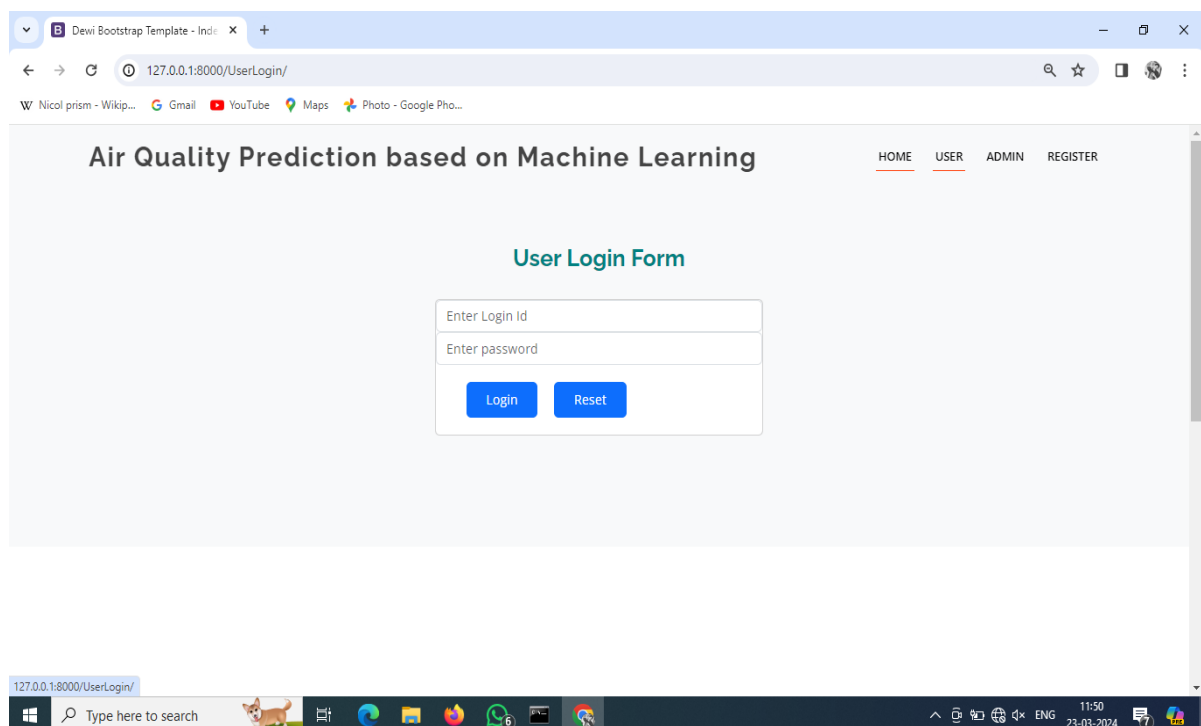 Dewi Bootstrap Template - Inde
127.0.0.1:8000/UserLogin/
W Nicol prism - Wikip... Gmail YouTube Maps Photo - Google Pho...
Air Quality Prediction based on Machine Learning HOME USER ADMIN REGISTER
User Login Form
Enter Login Id
Enter password
Login Reset
127.0.0.1:8000/UserLogin/
Type here to search 6 ENG 11:50
23-03-2024 7